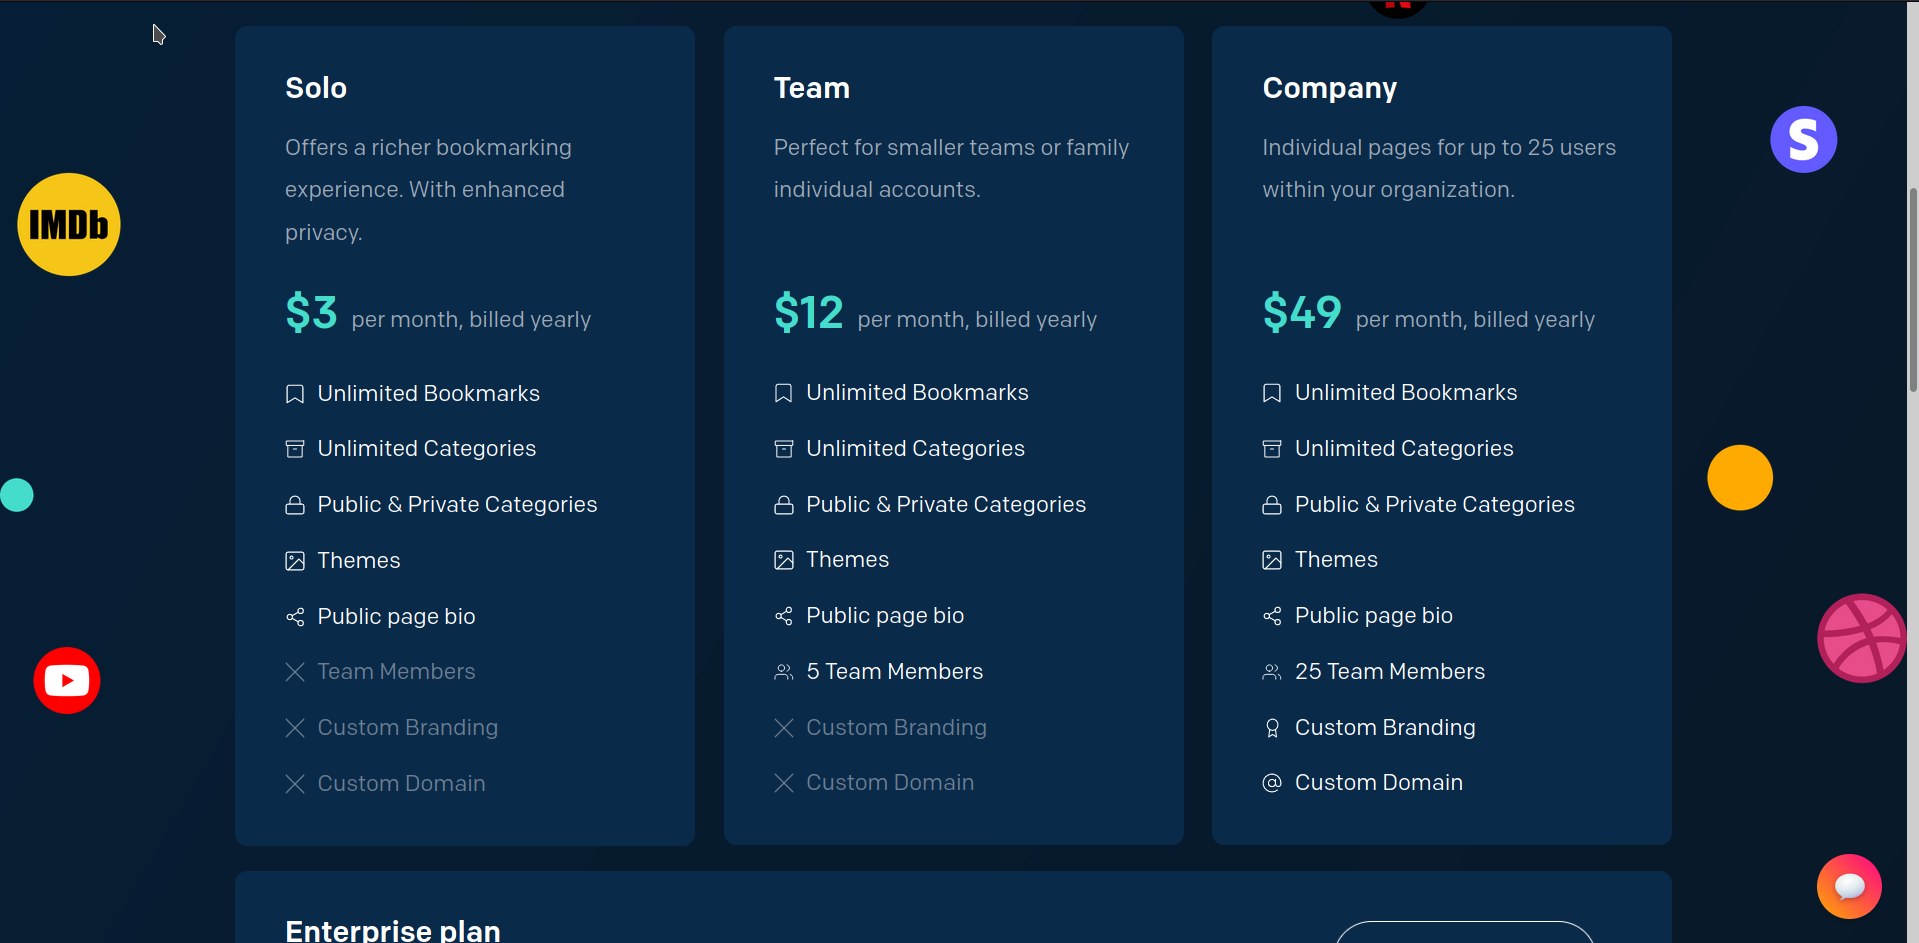 Solo
Offers a richer bookmarking
experience. With enhanced
privacy.
$3 per month, billed yearly
Unlimited Bookmarks
Unlimited Categories
Public & Private Categories
Themes
Public page bio
Team Members
Custom Branding
Custom Domain
Team
Perfect for smaller teams or family
individual accounts.
$12 per month, billed yearly
Unlimited Bookmarks
Unlimited Categories
Public & Private Categories
Themes
Public page bio
5 Team Members
Custom Branding
Custom Domain
Company
Individual pages for up to 25 users
within your organization.
$49 per month, billed yearly
Unlimited Bookmarks
Unlimited Categories
Public & Private Categories
Themes
Public page bio
25 Team Members
Custom Branding
Custom Domain
Enterprise plan
IMDb
S